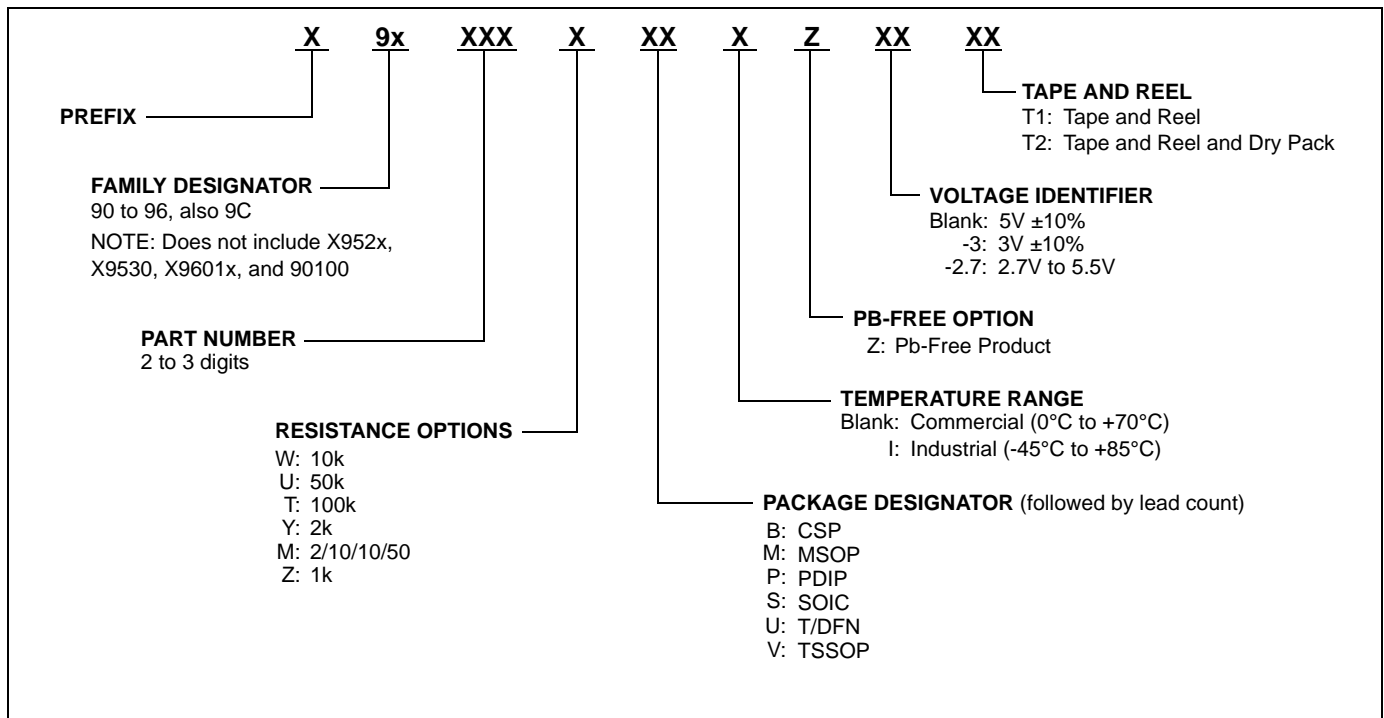 X 9x XXX X XX X Z XX XX
TAPE AND REEL
T1: Tape and Reel
T2: Tape and Reel and Dry Pack
PREFIX
FAMILY DESIGNATOR
90 to 96, also 9C
NOTE: Does not include X952x,
X9530, X9601x, and 90100
VOLTAGE IDENTIFIER
Blank: 5V ±10%
-3: 3V ±10%
-2.7: 2.7V to 5.5V
PB-FREE OPTION
Z: Pb-Free Product
PART NUMBER
2 to 3 digits
TEMPERATURE RANGE
Blank: Commercial (0°C to +70°C)
I: Industrial (-45°C to +85°C)
RESISTANCE OPTIONS
W: 10k
U: 50k
T: 100k
Y: 2k
M: 2/10/10/50
Z: 1k
PACKAGE DESIGNATOR (followed by lead count)
B: CSP
M: MSOP
P: PDIP
S: SOIC
U: T/DFN
V: TSSOP